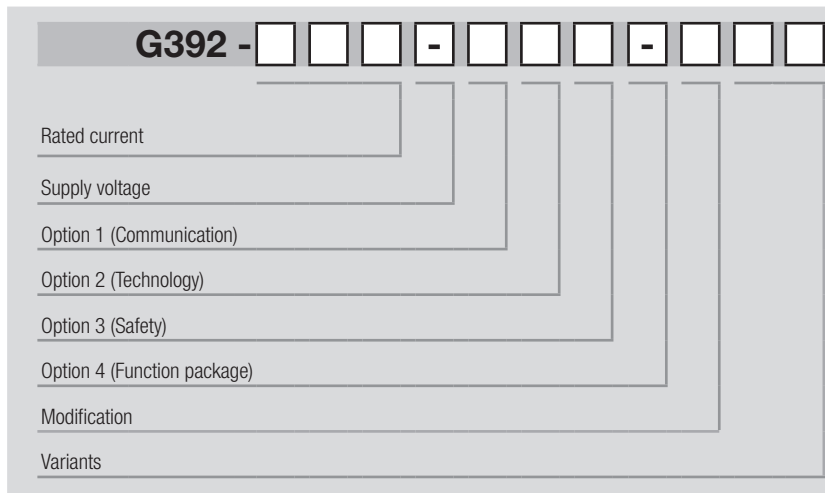 G392 - - -
Rated current
Supply voltage
Option 1 (Communication)
Option 2 (Technology)
Option 3 (Safety)
Option 4 (Function package)
Modification
Variants